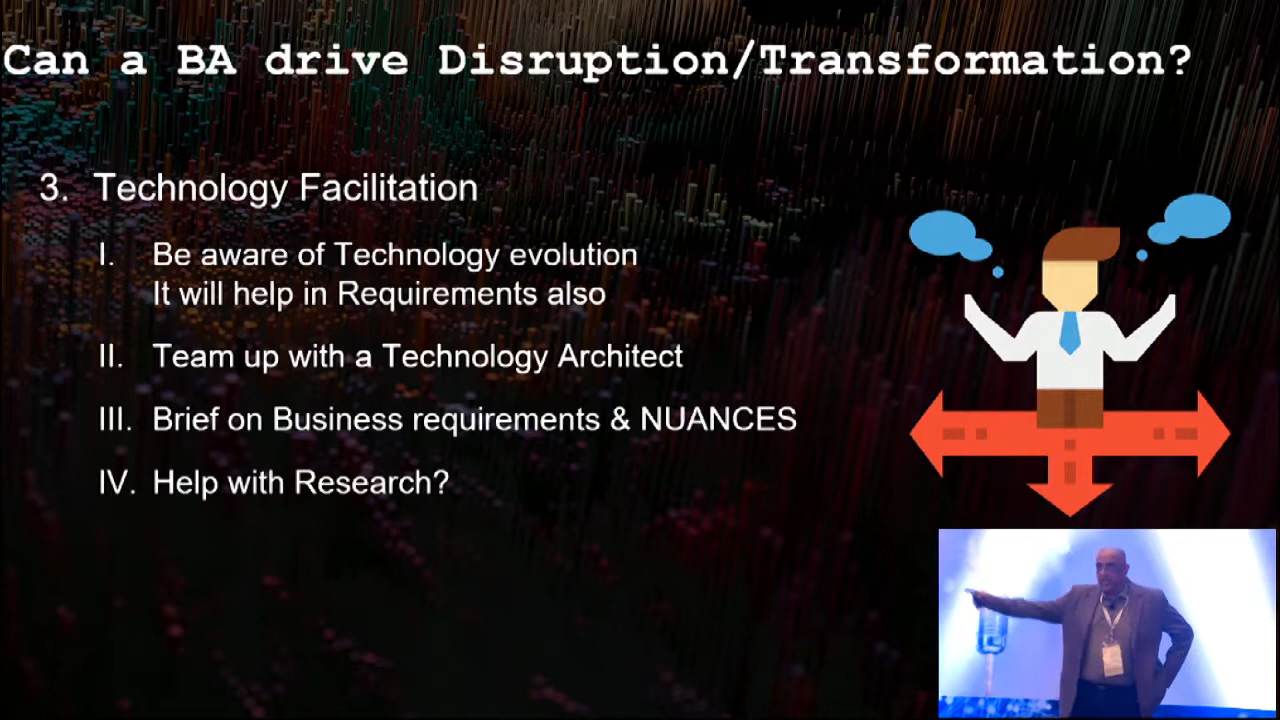 Can a BA drive Disruption/Transformation?
3. Technology Facilitation
I. Be aware of Technology evolution
It will help in Requirements also
II. Team up with a Technology Architect
III. Brief on Business requirements & NUANCES
IV. Help with Research?